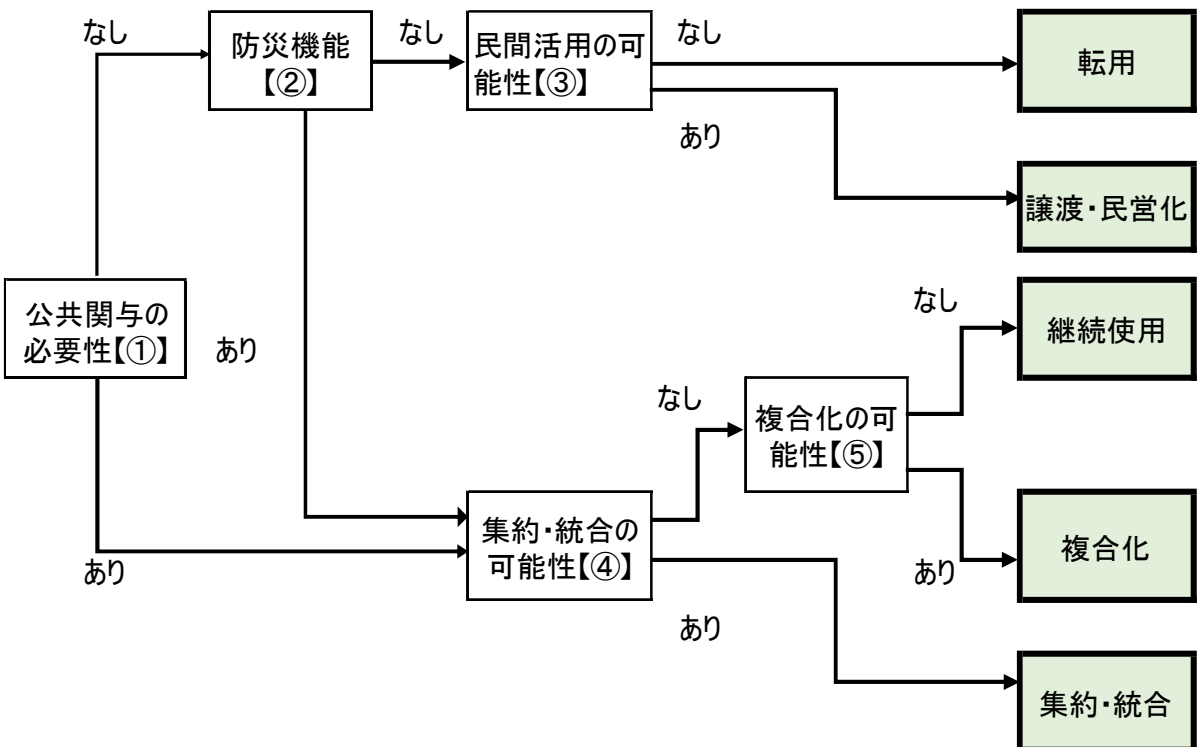 なし
防災機能
【②】
なし
民間活用の可
能性【③】
なし
転用
あり
譲渡・民営化
公共関与の
必要性【①】
あり
なし
継続使用
なし
複合化の可
能性【⑤】
集約・統合の
可能性【④】
複合化
あり
あり
あり
集約・統合